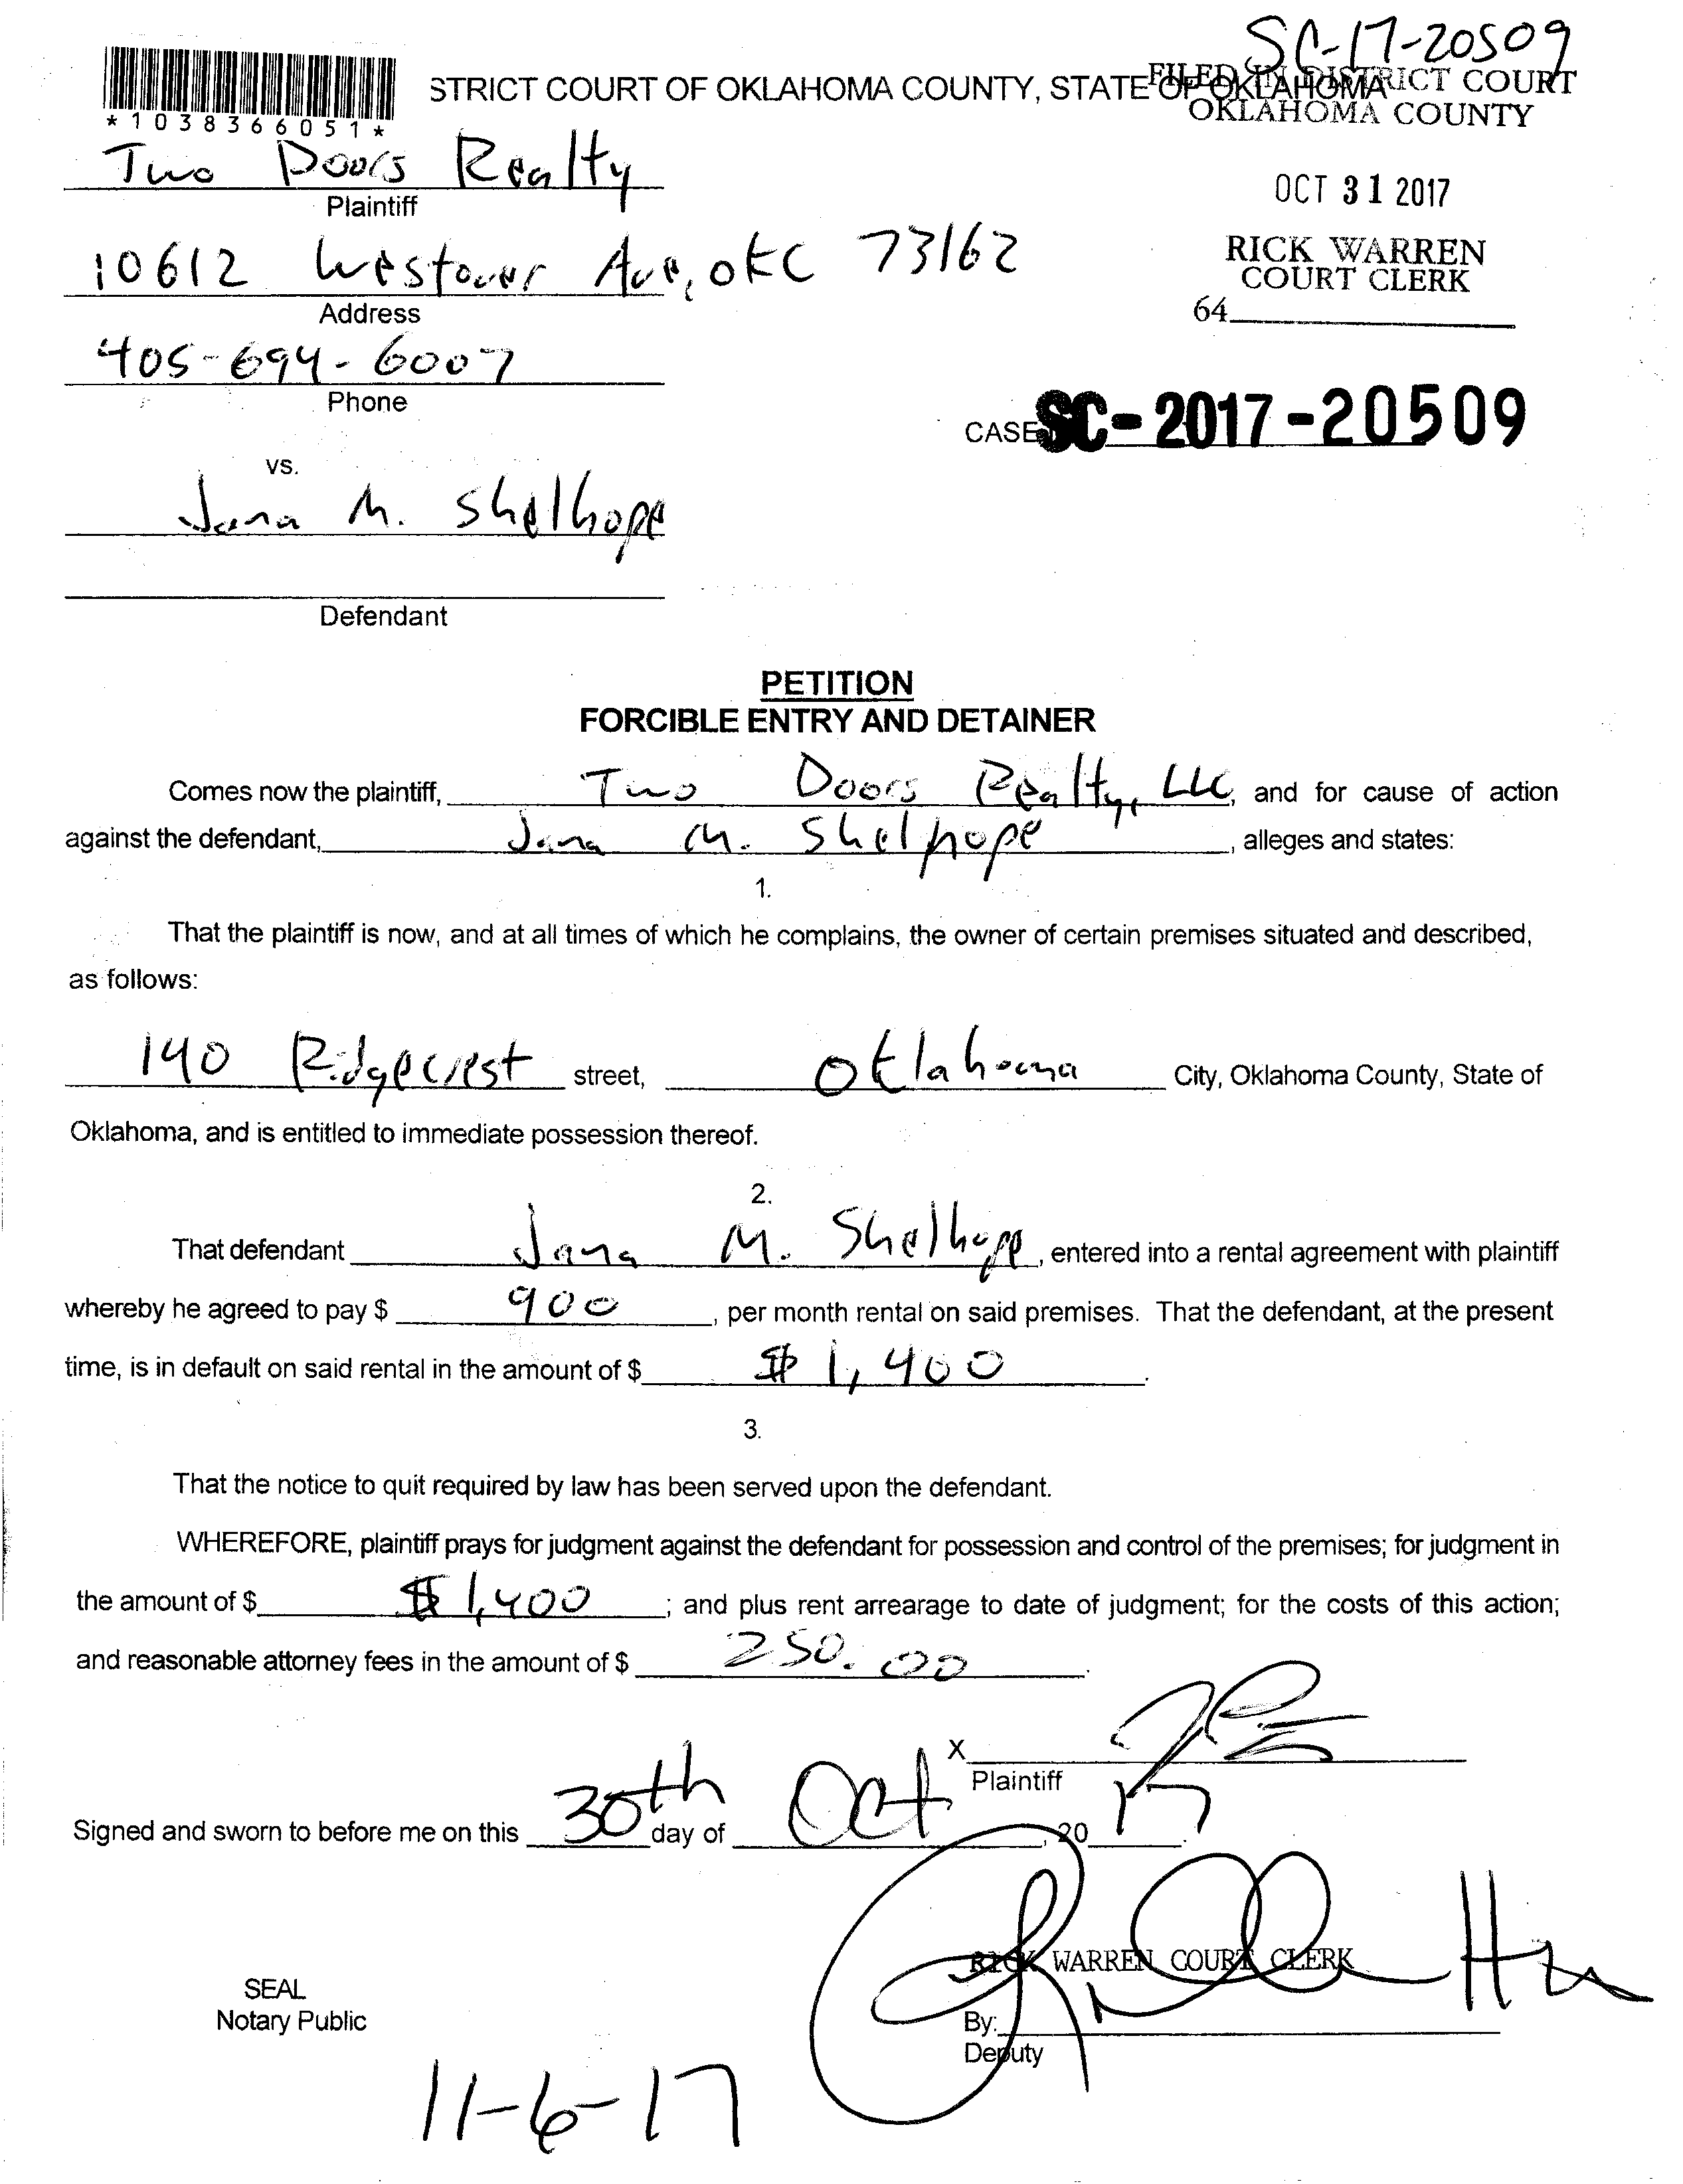 SC-17-20509
STRICT COURT OF OKLAHOMA COUNTY, STATE OF OKLAHOMA
FILED IN DISTRICT COURT
OKLAHOMA COUNTY
*1038366051*
Two Doors Realty
Plaintiff
OCT 31 2017
10612 Westover Ave, OKC 73162
Address
RICK WARREN
COURT CLERK
64
405-694-6007
Phone
CASE SC-2017-20509
vs.
Jana M. Shelhope
Defendant
PETITION
FORCIBLE ENTRY AND DETAINER
Comes now the plaintiff, Two Doors Realty, LLC, and for cause of action
against the defendant, Jana M. Shelhope, alleges and states:
1.
That the plaintiff is now, and at all times of which he complains, the owner of certain premises situated and described,
as follows:
140 Ridgecrest street, Oklahoma City, Oklahoma County, State of
Oklahoma, and is entitled to immediate possession thereof.
2.
That defendant Jana M. Shelhope, entered into a rental agreement with plaintiff
whereby he agreed to pay $ 900, per month rental on said premises. That the defendant, at the present
time, is in default on said rental in the amount of $ $1,400.
3.
That the notice to quit required by law has been served upon the defendant.
WHEREFORE, plaintiff prays for judgment against the defendant for possession and control of the premises; for judgment in
the amount of $ $1,400; and plus rent arrearage to date of judgment; for the costs of this action;
and reasonable attorney fees in the amount of $ 250.00.
X
Plaintiff
Signed and sworn to before me on this 30th day of Oct, 2017.
RICK WARREN COURT CLERK
SEAL
Notary Public
By:
Deputy
11-6-17